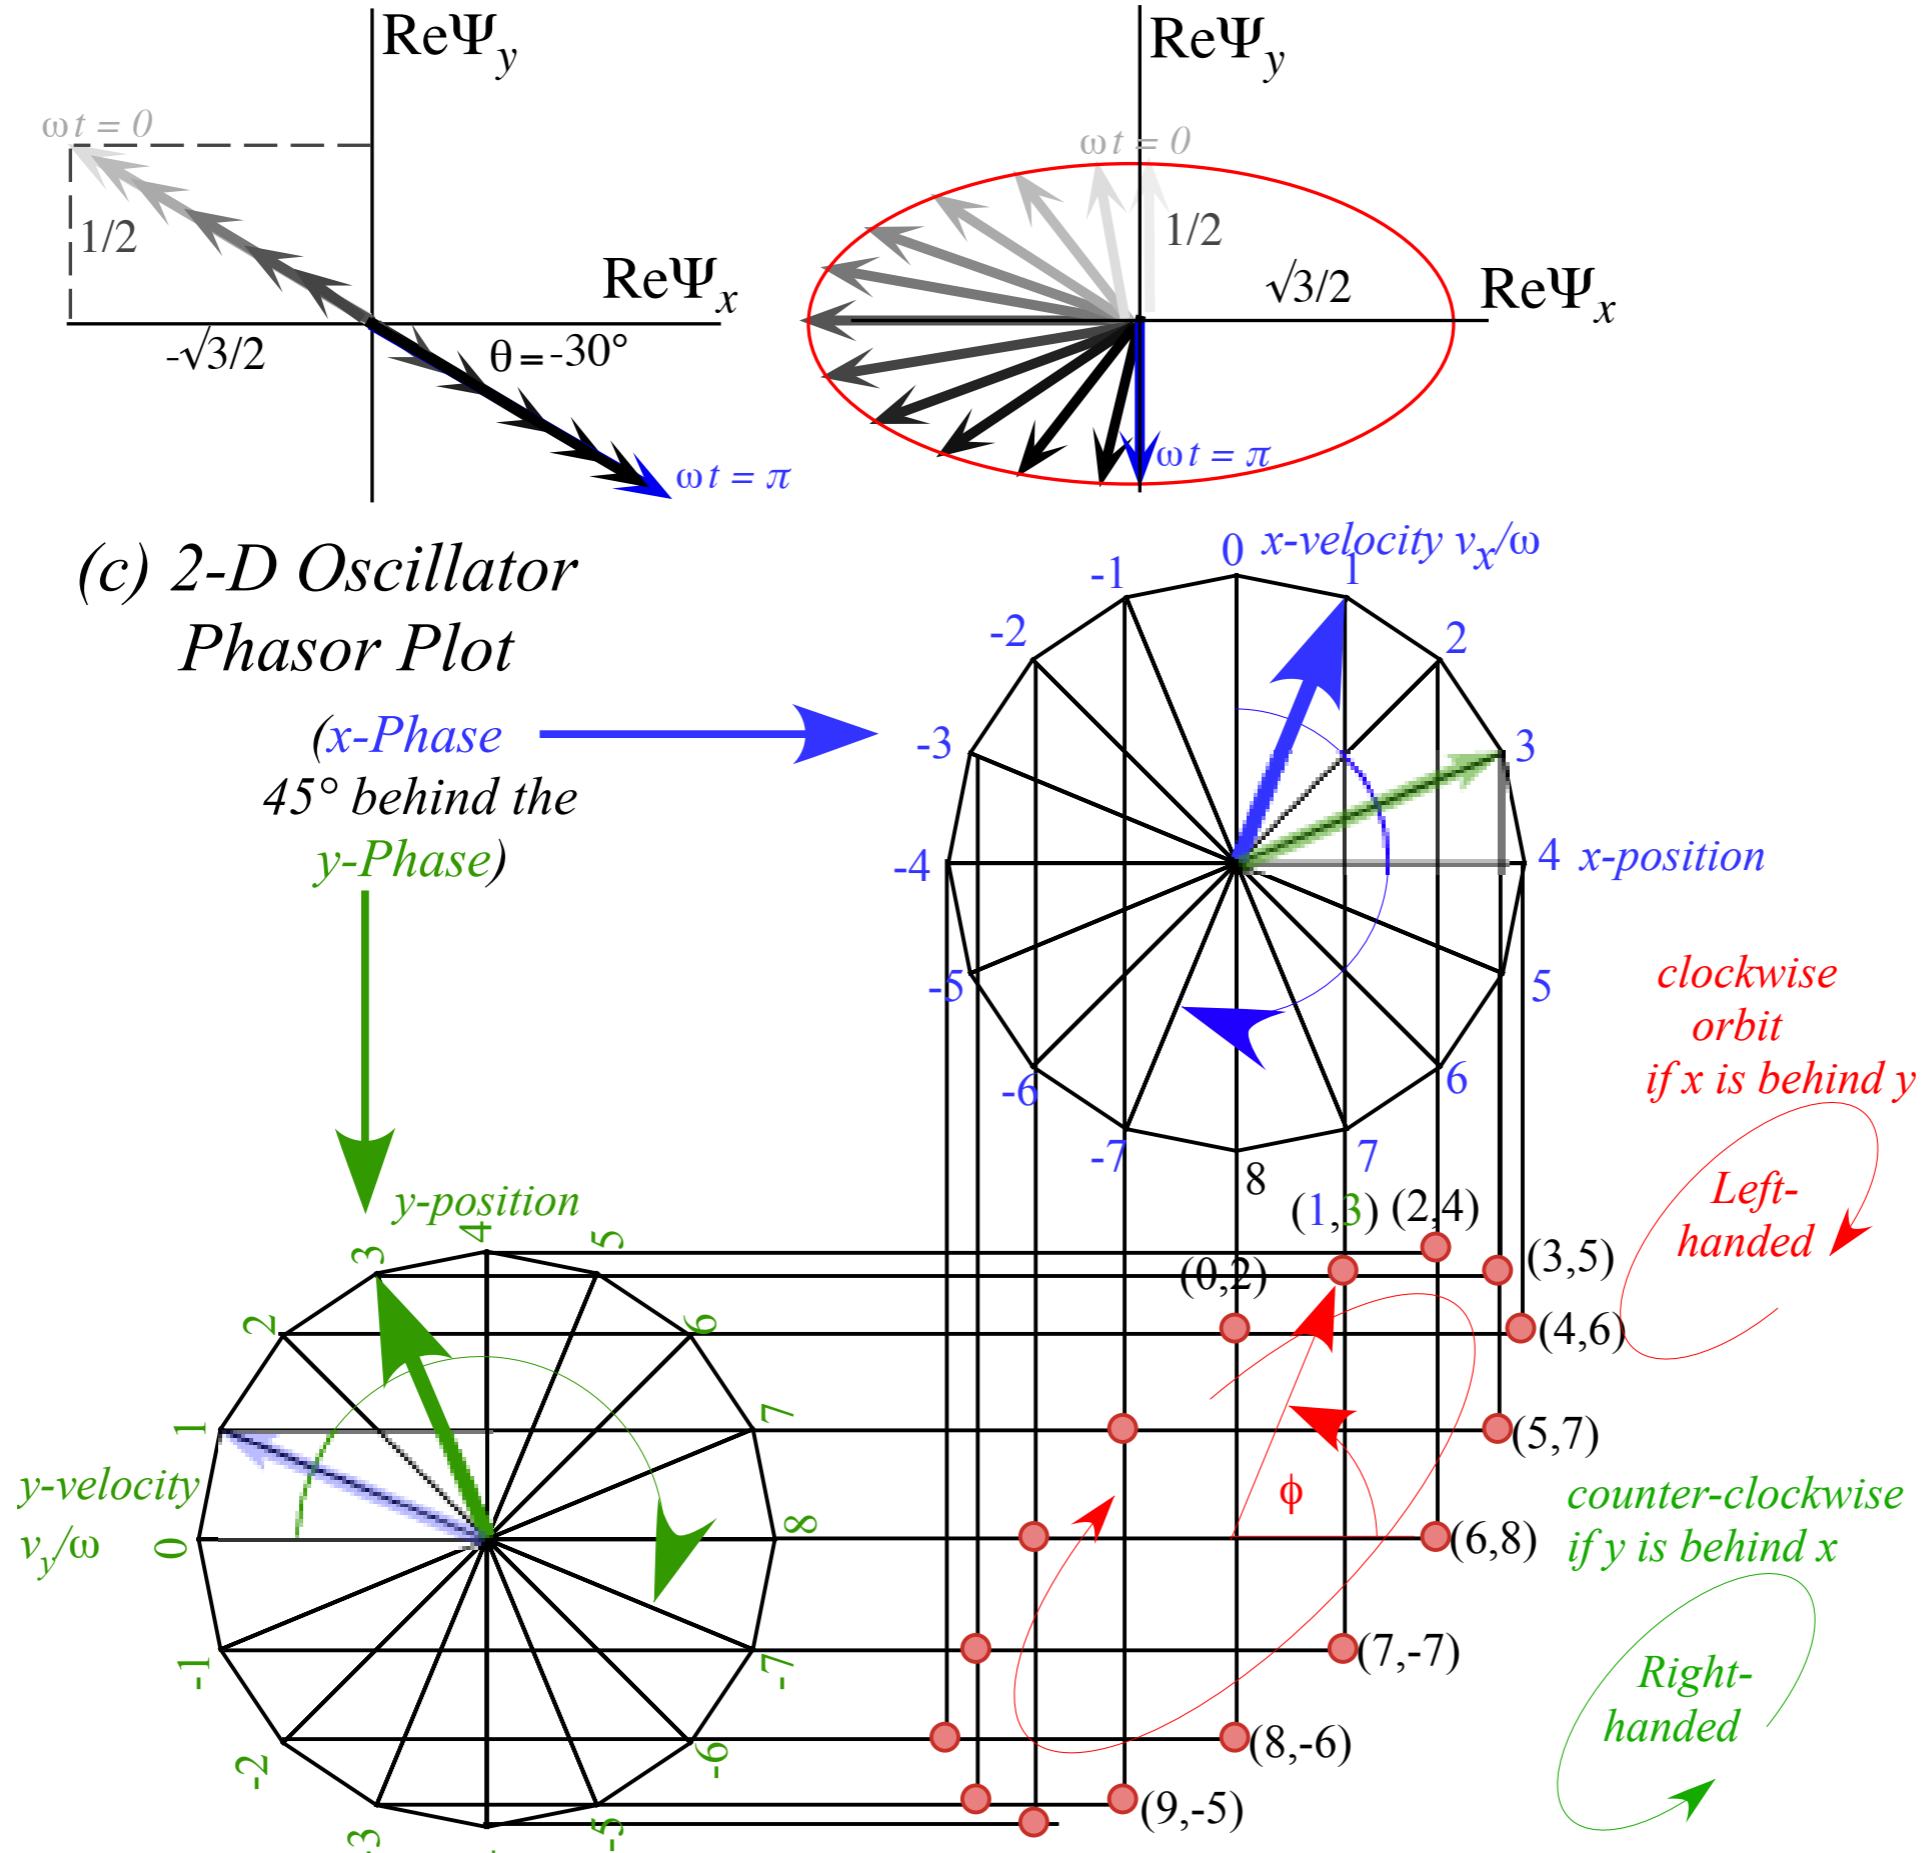 ReΨy
ωt = 0
1/2
ReΨx
-√3/2
θ = -30°
ωt = π
ReΨy
ωt = 0
1/2
√3/2
ReΨx
ωt = π
(c) 2-D Oscillator
Phasor Plot
(x-Phase
45° behind the
y-Phase)
x-velocity vx/ω
0
1
2
3
4
x-position
5
6
7
8
-7
-6
-5
-4
-3
-2
-1
clockwise
orbit
if x is behind y
Left-
handed
y-position
4
5
6
7
8
-7
-6
-5
-3
-2
-1
0
1
2
3
y-velocity
vy/ω
(0,2)
(1,3)
(2,4)
(3,5)
(4,6)
(5,7)
(6,8)
(7,-7)
(8,-6)
(9,-5)
ϕ
counter-clockwise
if y is behind x
Right-
handed